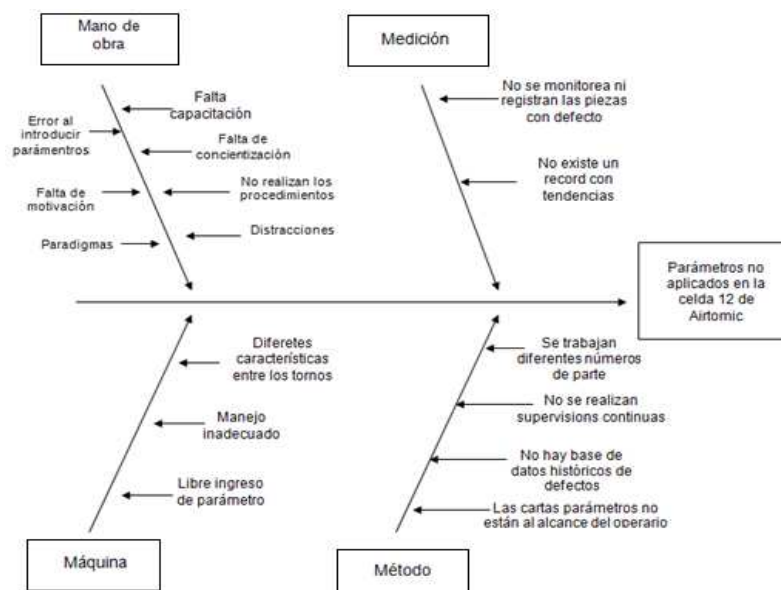 Mano de
obra
Medición
Falta
capacitación
Error al
introducir
parámentros
Falta de
concientización
Falta de
motivación
No realizan los
procedimientos
Paradigmas
Distracciones
No se monitorea ni
registran las piezas
con defecto
No existe un
record con
tendencias
Parámetros no
aplicados en la
celda 12 de
Airtomic
Diferetes
características
entre los tornos
Manejo
inadecuado
Libre ingreso
de parámetro
Se trabajan
diferentes números
de parte
No se realizan
supervisions continuas
No hay base de
datos históricos de
defectos
Las cartas parámetros no
están al alcance del operario
Máquina
Método